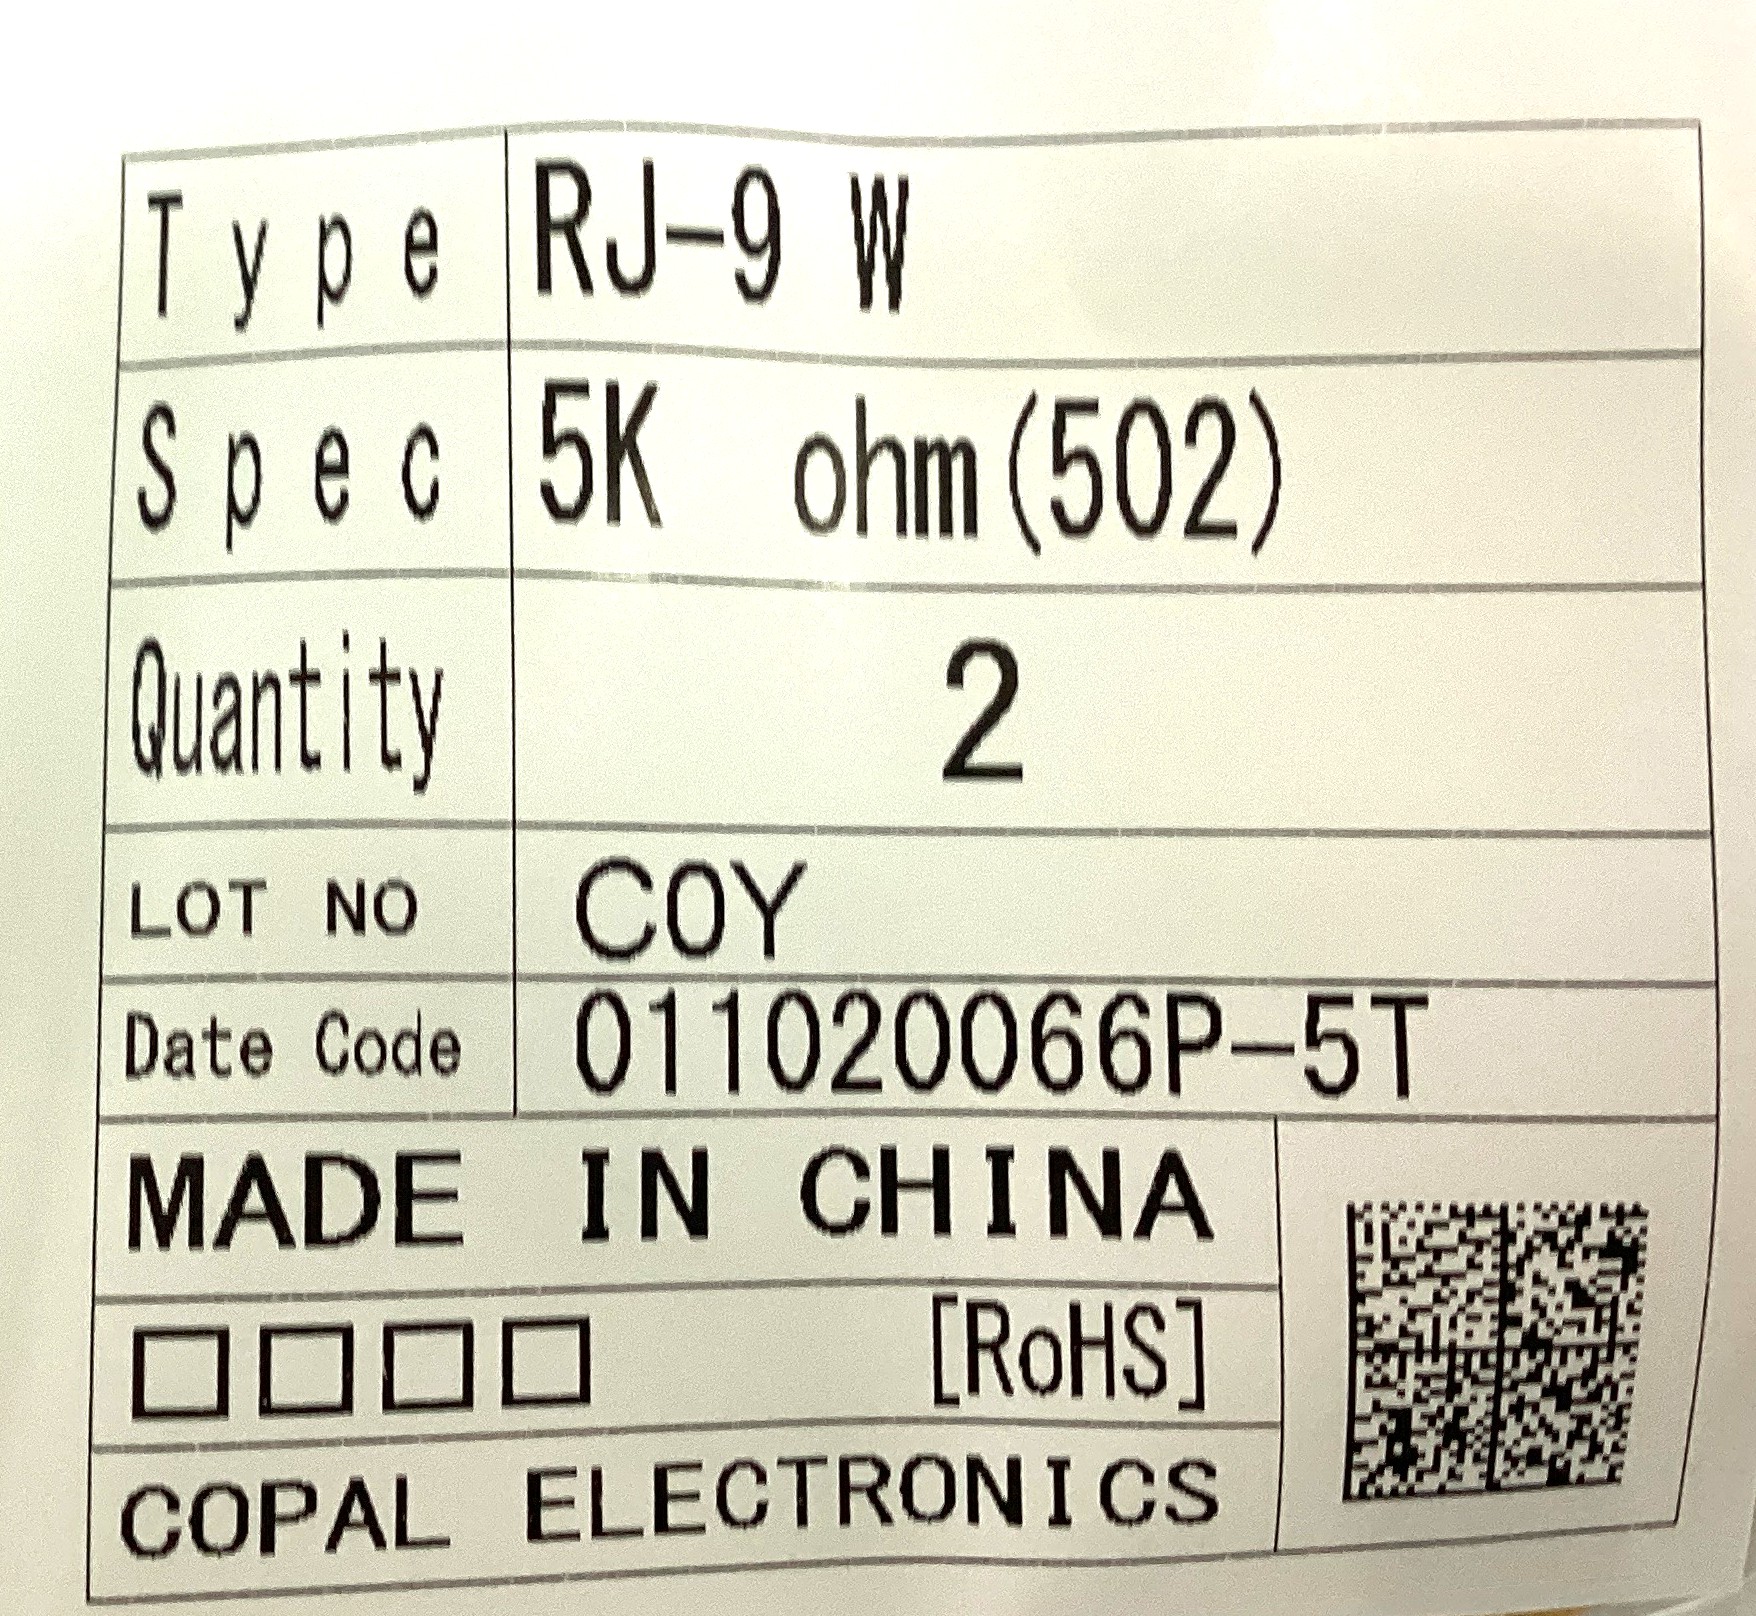 Type RJ-9 W
Spec 5K ohm(502)
Quantity 2
LOT NO COY
Date Code 011020066P-5T
MADE IN CHINA
□□□□ [RoHS]
COPAL ELECTRONICS